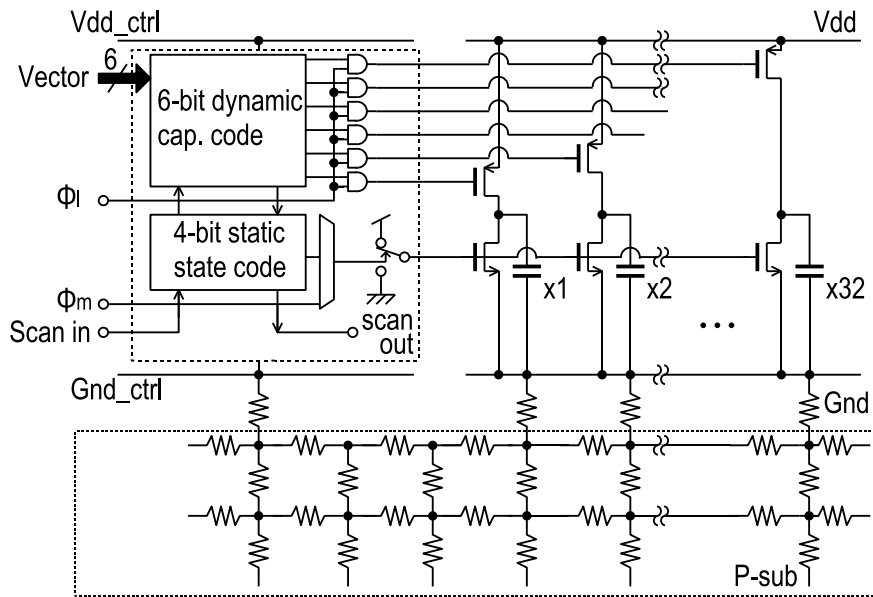 Vdd_ctrl
Vdd
Vector
6
6-bit dynamic
cap. code
Φl
4-bit static
state code
Φm
Scan in
scan
out
x1
x2
x32
...
Gnd_ctrl
Gnd
P-sub